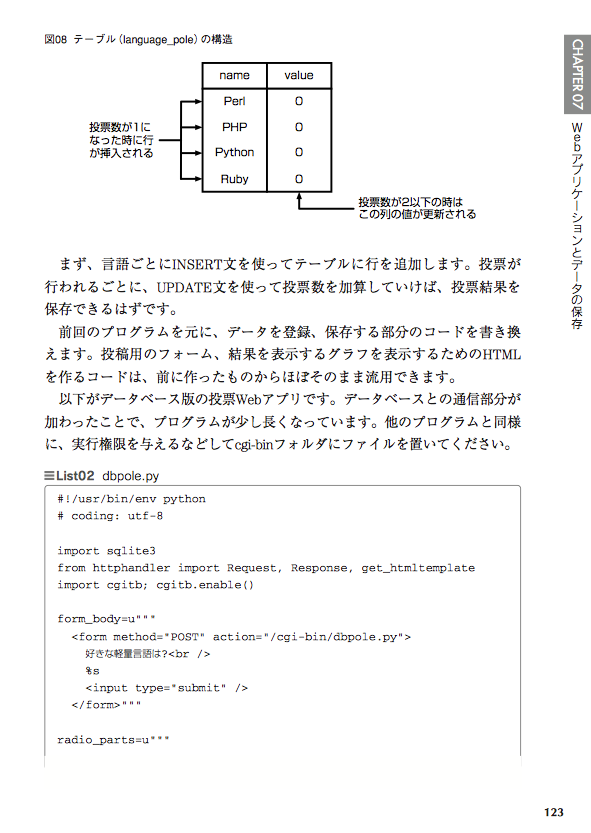 図08 テーブル（language_pole）の構造
name value
Perl 0
PHP 0
Python 0
Ruby 0
投票数が1に
なった時に行
が挿入される
投票数が2以下の時は
この列の値が更新される
CHAPTER 07
Webアプリケーションとデータの保存
まず、言語ごとにINSERT文を使ってテーブルに行を追加します。投票が
行われるごとに、UPDATE文を使って投票数を加算していけば、投票結果を
保存できるはずです。
前回のプログラムを元に、データを登録、保存する部分のコードを書き換
えます。投稿用のフォーム、結果を表示するグラフを表示するためのHTML
を作るコードは、前に作ったものからほぼそのまま流用できます。
以下がデータベース版の投票Webアプリです。データベースとの通信部分が
加わったことで、プログラムが少し長くなっています。他のプログラムと同様
に、実行権限を与えるなどしてcgi-binフォルダにファイルを置いてください。
List02 dbpole.py
#!/usr/bin/env python
# coding: utf-8
import sqlite3
from httphandler import Request, Response, get_htmltemplate
import cgitb; cgitb.enable()
form_body=u"""
<form method="POST" action="/cgi-bin/dbpole.py">
好きな軽量言語は?<br />
%s
<input type="submit" />
</form>"""
radio_parts=u"""
123